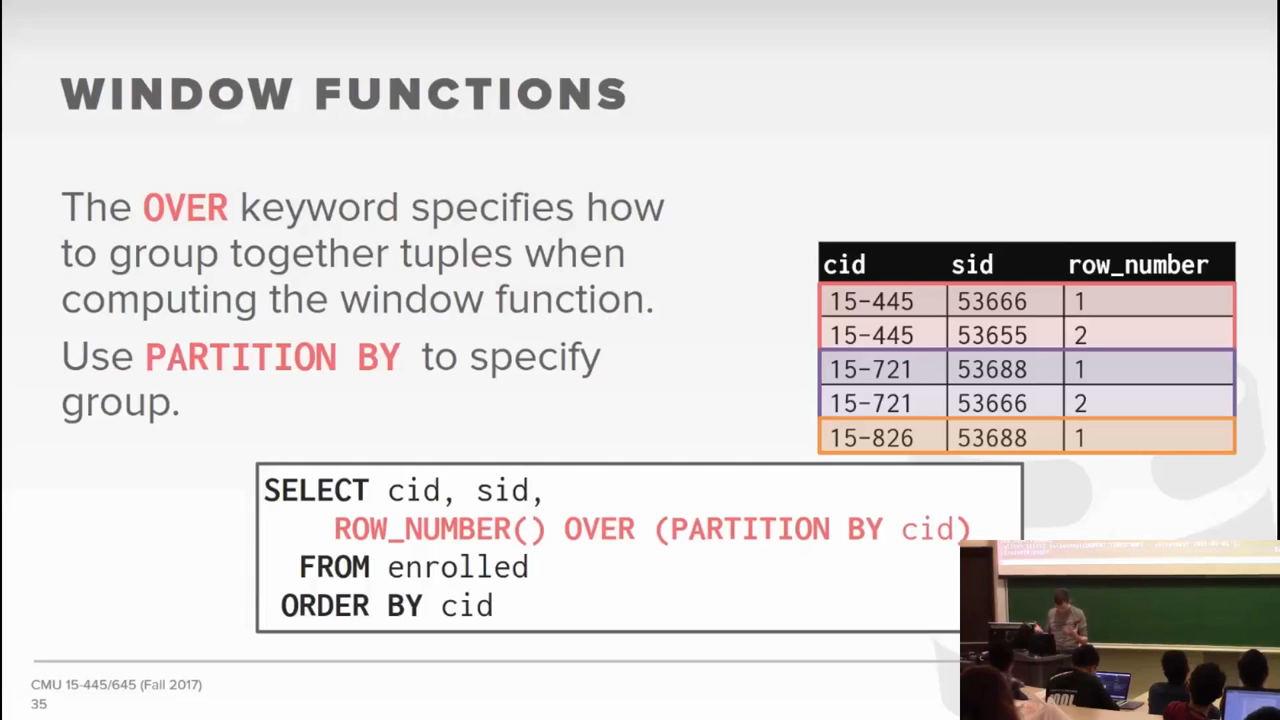 WINDOW FUNCTIONS
The OVER keyword specifies how
to group together tuples when
computing the window function.
Use PARTITION BY to specify
group.
cid sid row_number
15-445 53666 1
15-445 53655 2
15-721 53688 1
15-721 53666 2
15-826 53688 1
SELECT cid, sid,
ROW_NUMBER() OVER (PARTITION BY cid)
FROM enrolled
ORDER BY cid
CMU 15-445/645 (Fall 2017)
35